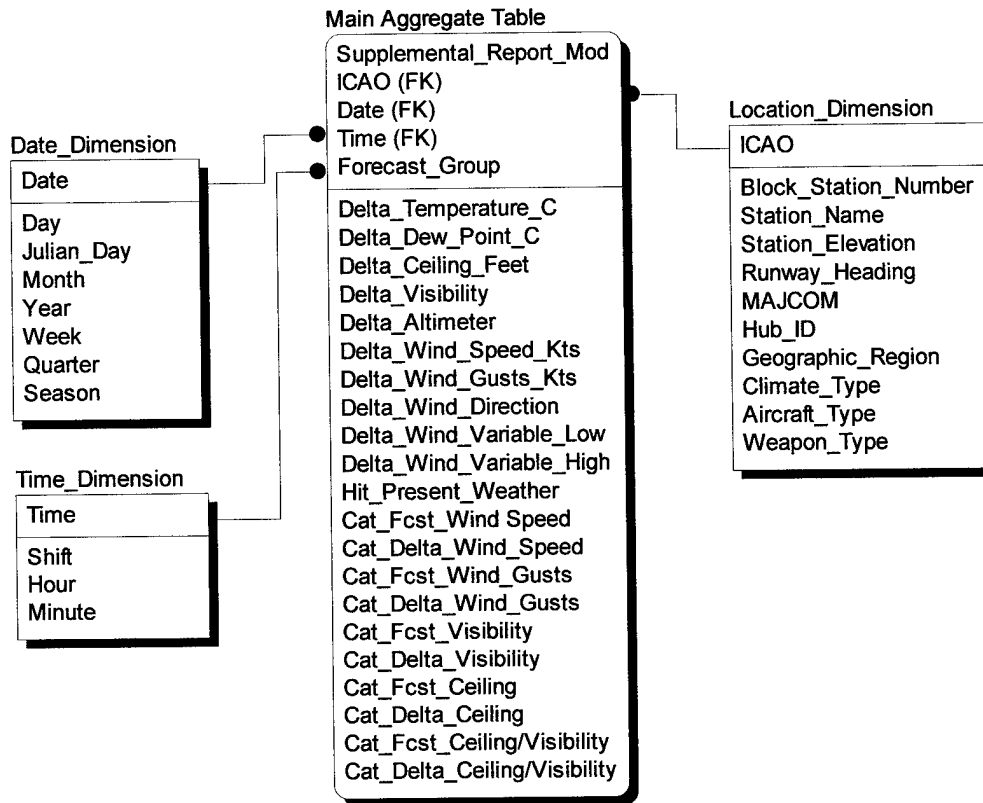 Main Aggregate Table
Supplemental_Report_Mod
ICAO (FK)
Date (FK)
Time (FK)
Forecast_Group
Delta_Temperature_C
Delta_Dew_Point_C
Delta_Ceiling_Feet
Delta_Visibility
Delta_Altimeter
Delta_Wind_Speed_Kts
Delta_Wind_Gusts_Kts
Delta_Wind_Direction
Delta_Wind_Variable_Low
Delta_Wind_Variable_High
Hit_Present_Weather
Cat_Fcst_Wind Speed
Cat_Delta_Wind_Speed
Cat_Fcst_Wind_Gusts
Cat_Delta_Wind_Gusts
Cat_Fcst_Visibility
Cat_Delta_Visibility
Cat_Fcst_Ceiling
Cat_Delta_Ceiling
Cat_Fcst_Ceiling/Visibility
Cat_Delta_Ceiling/Visibility
Date_Dimension
Date
Day
Julian_Day
Month
Year
Week
Quarter
Season
Time_Dimension
Time
Shift
Hour
Minute
Location_Dimension
ICAO
Block_Station_Number
Station_Name
Station_Elevation
Runway_Heading
MAJCOM
Hub_ID
Geographic_Region
Climate_Type
Aircraft_Type
Weapon_Type